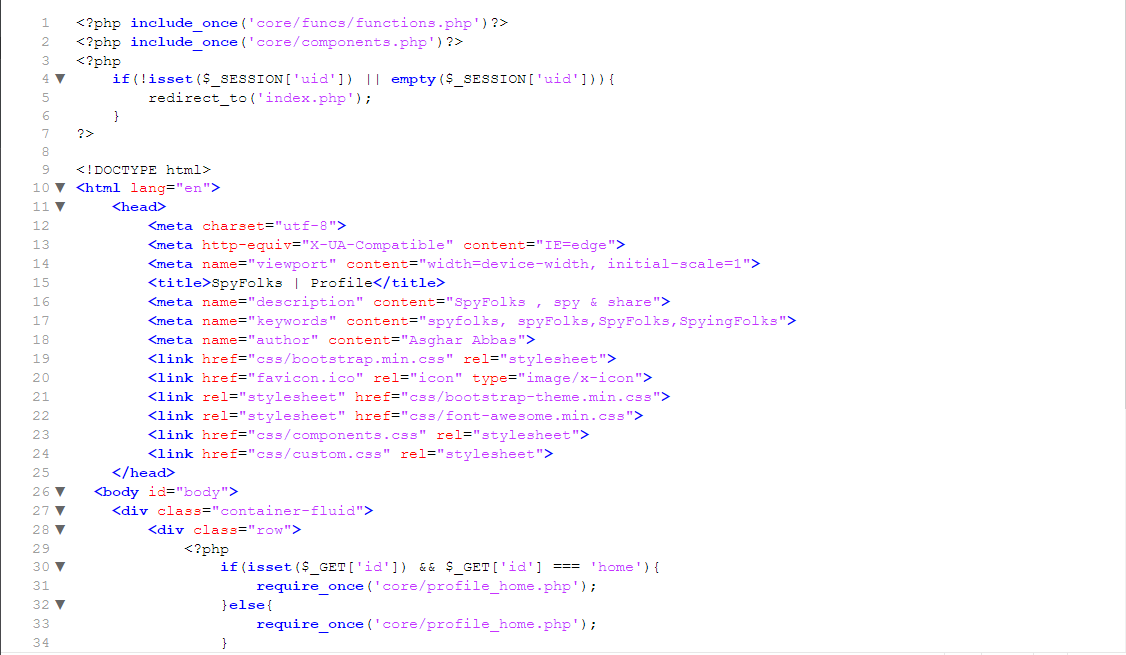 1 <?php include_once('core/funcs/functions.php')?>
2 <?php include_once('core/components.php')?>
3 <?php
4 ▼ if(!isset($_SESSION['uid']) || empty($_SESSION['uid'])){
5 redirect_to('index.php');
6 }
7 ?>
8
9 <!DOCTYPE html>
10 ▼ <html lang="en">
11 ▼ <head>
12 <meta charset="utf-8">
13 <meta http-equiv="X-UA-Compatible" content="IE=edge">
14 <meta name="viewport" content="width=device-width, initial-scale=1">
15 <title>SpyFolks | Profile</title>
16 <meta name="description" content="SpyFolks , spy & share">
17 <meta name="keywords" content="spyfolks, spyFolks,SpyFolks,SpyingFolks">
18 <meta name="author" content="Asghar Abbas">
19 <link href="css/bootstrap.min.css" rel="stylesheet">
20 <link href="favicon.ico" rel="icon" type="image/x-icon">
21 <link rel="stylesheet" href="css/bootstrap-theme.min.css">
22 <link rel="stylesheet" href="css/font-awesome.min.css">
23 <link href="css/components.css" rel="stylesheet">
24 <link href="css/custom.css" rel="stylesheet">
25 </head>
26 ▼ <body id="body">
27 ▼ <div class="container-fluid">
28 ▼ <div class="row">
29 <?php
30 ▼ if(isset($_GET['id']) && $_GET['id'] === 'home'){
31 require_once('core/profile_home.php');
32 ▼ }else{
33 require_once('core/profile_home.php');
34 }